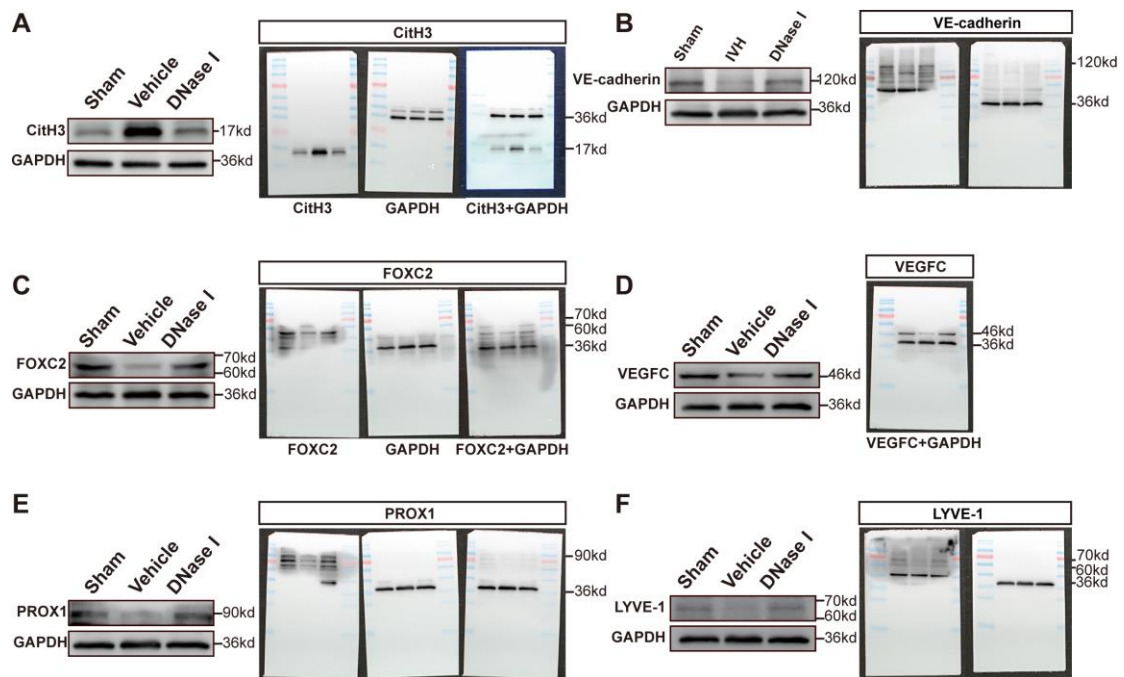 A
Sham
Vehicle
DNase I
CitH3
17kd
GAPDH
36kd
CitH3
36kd
17kd
CitH3
GAPDH
CitH3+GAPDH
B
Sham
IVH
DNase I
VE-cadherin
120kd
GAPDH
36kd
VE-cadherin
120kd
36kd
C
Sham
Vehicle
DNase I
FOXC2
70kd
60kd
GAPDH
36kd
FOXC2
70kd
60kd
36kd
FOXC2
GAPDH
FOXC2+GAPDH
D
Sham
Vehicle
DNase I
VEGFC
46kd
GAPDH
36kd
VEGFC
46kd
36kd
VEGFC+GAPDH
E
Sham
Vehicle
DNase I
PROX1
90kd
GAPDH
36kd
PROX1
90kd
36kd
F
Sham
Vehicle
DNase I
LYVE-1
70kd
60kd
GAPDH
36kd
LYVE-1
70kd
60kd
36kd